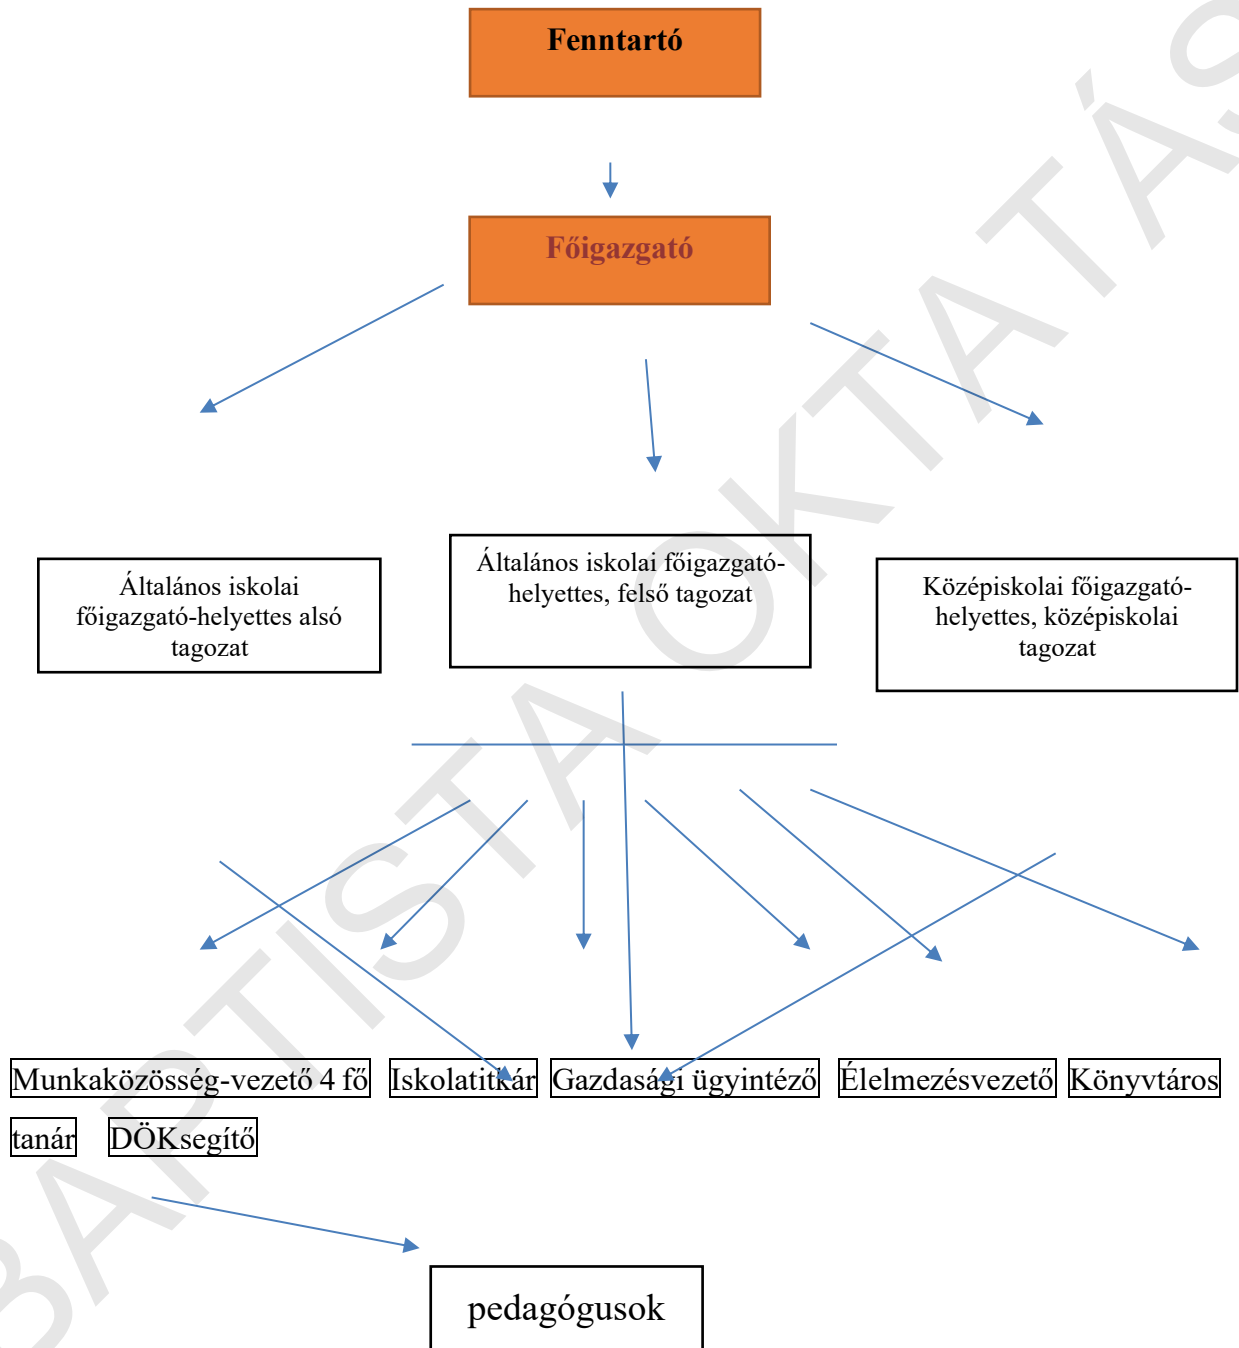 Fenntartó
Főigazgató
Általános iskolai
főigazgató-helyettes alsó
tagozat
Általános iskolai főigazgató-
helyettes, felső tagozat
Középiskolai főigazgató-
helyettes, középiskolai
tagozat
Munkaközösség-vezető 4 fő Iskolatitkár Gazdasági ügyintéző Élelmezésvezető Könyvtáros
tanár DÖKsegítő
pedagógusok
BAPTISTA OKTATÁS